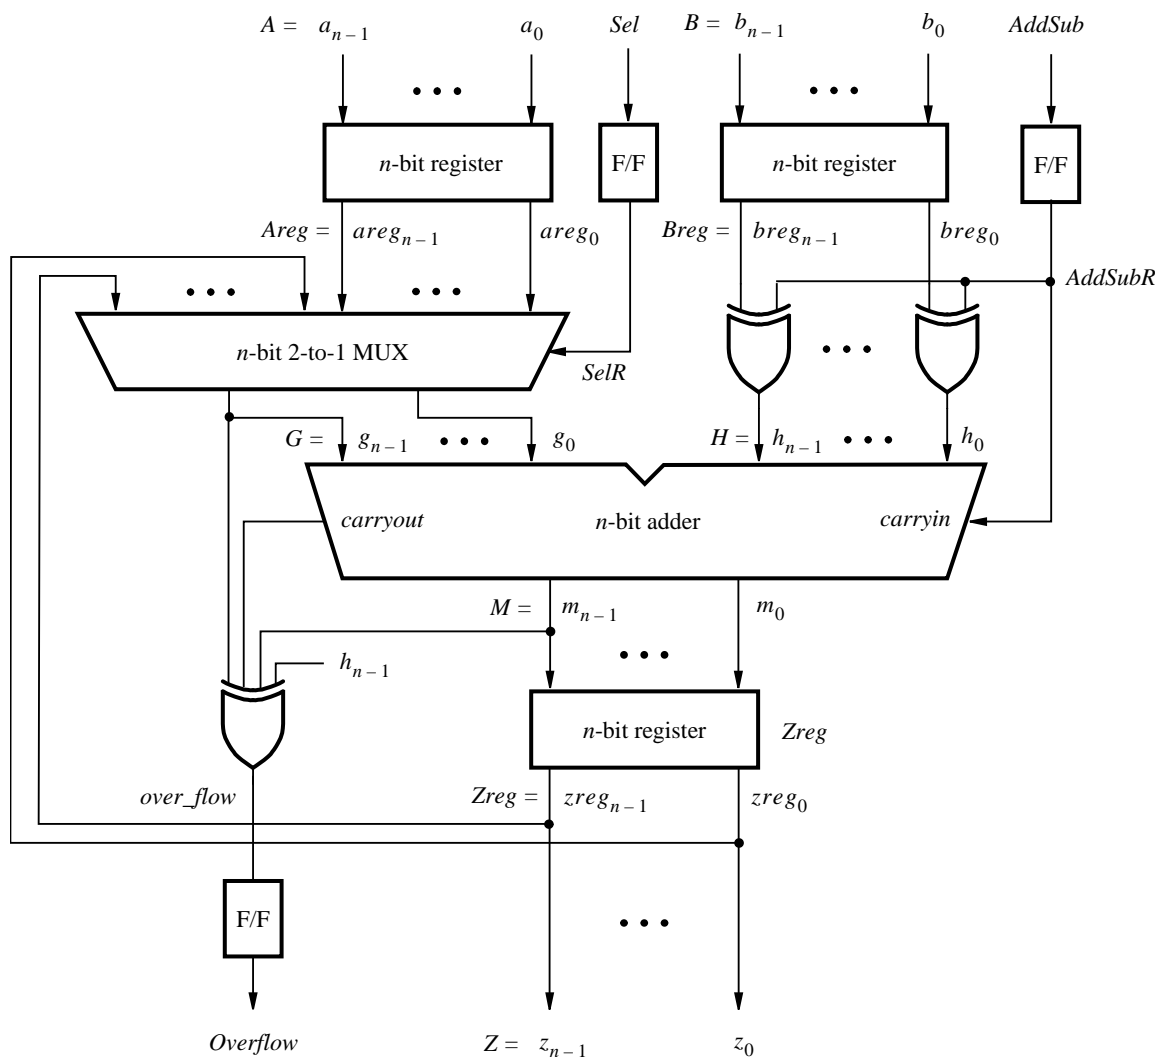 A = a_{n – 1} a_0 Sel B = b_{n – 1} b_0 AddSub
n-bit register F/F n-bit register F/F
Areg = areg_{n – 1} areg_0 Breg = breg_{n – 1} breg_0
AddSubR
n-bit 2-to-1 MUX
SelR
G = g_{n – 1} g_0 H = h_{n – 1} h_0
carryout n-bit adder carryin
M = m_{n – 1} m_0
h_{n – 1}
n-bit register Zreg
over_flow Zreg = zreg_{n – 1} zreg_0
F/F
Overflow Z = z_{n – 1} z_0